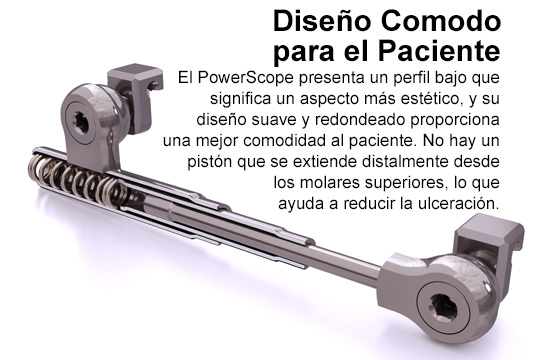 Diseño Comodo
para el Paciente
El PowerScope presenta un perfil bajo que
significa un aspecto más estético, y su
diseño suave y redondeado proporciona
una mejor comodidad al paciente. No hay un
pistón que se extiende distalmente desde
los molares superiores, lo que
ayuda a reducir la ulceración.